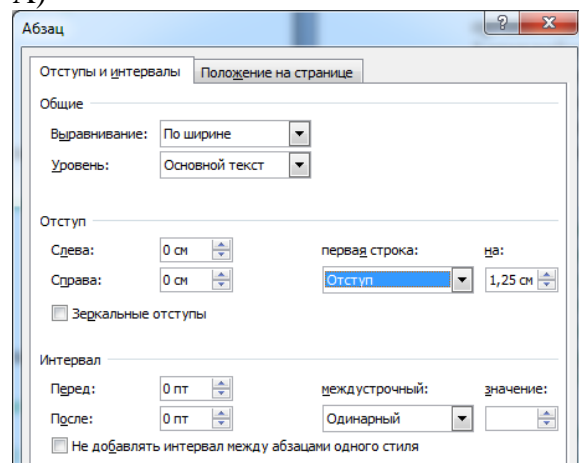 А)
Абзац
Отступы и интервалы Положение на странице
Общие
Выравнивание: По ширине
Уровень: Основной текст
Отступ
Слева: 0 см первая строка: на:
Справа: 0 см Отступ 1,25 см
Зеркальные отступы
Интервал
Перед: 0 пт междустрочный: значение:
После: 0 пт Одинарный
Не добавлять интервал между абзацами одного стиля